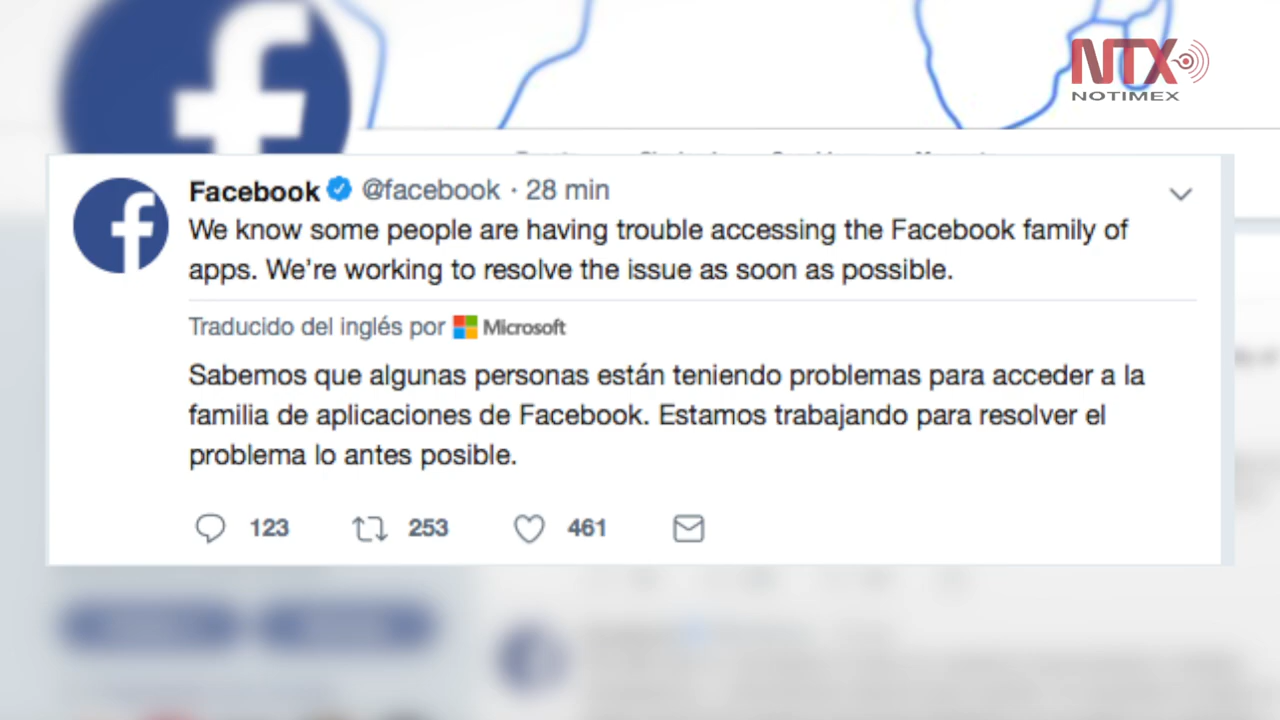 NTX
NOTIMEX
Facebook @facebook · 28 min
We know some people are having trouble accessing the Facebook family of
apps. We're working to resolve the issue as soon as possible.
Traducido del inglés por Microsoft
Sabemos que algunas personas están teniendo problemas para acceder a la
familia de aplicaciones de Facebook. Estamos trabajando para resolver el
problema lo antes posible.
123 253 461